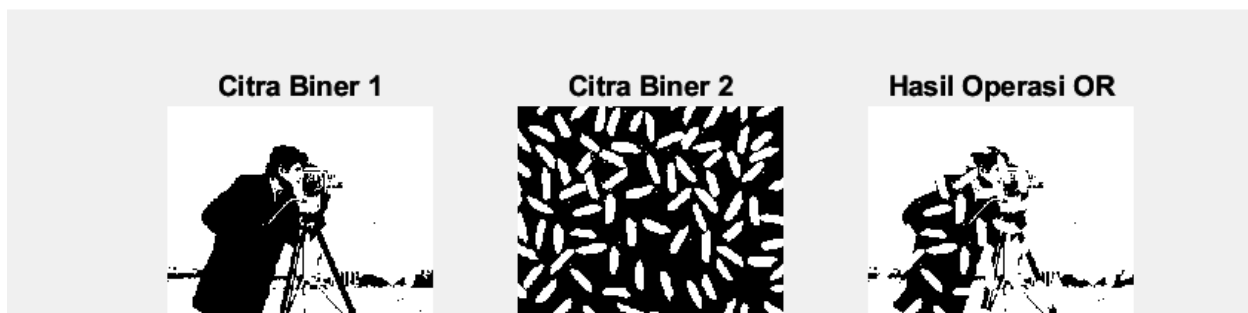 Citra Biner 1
Citra Biner 2
Hasil Operasi OR